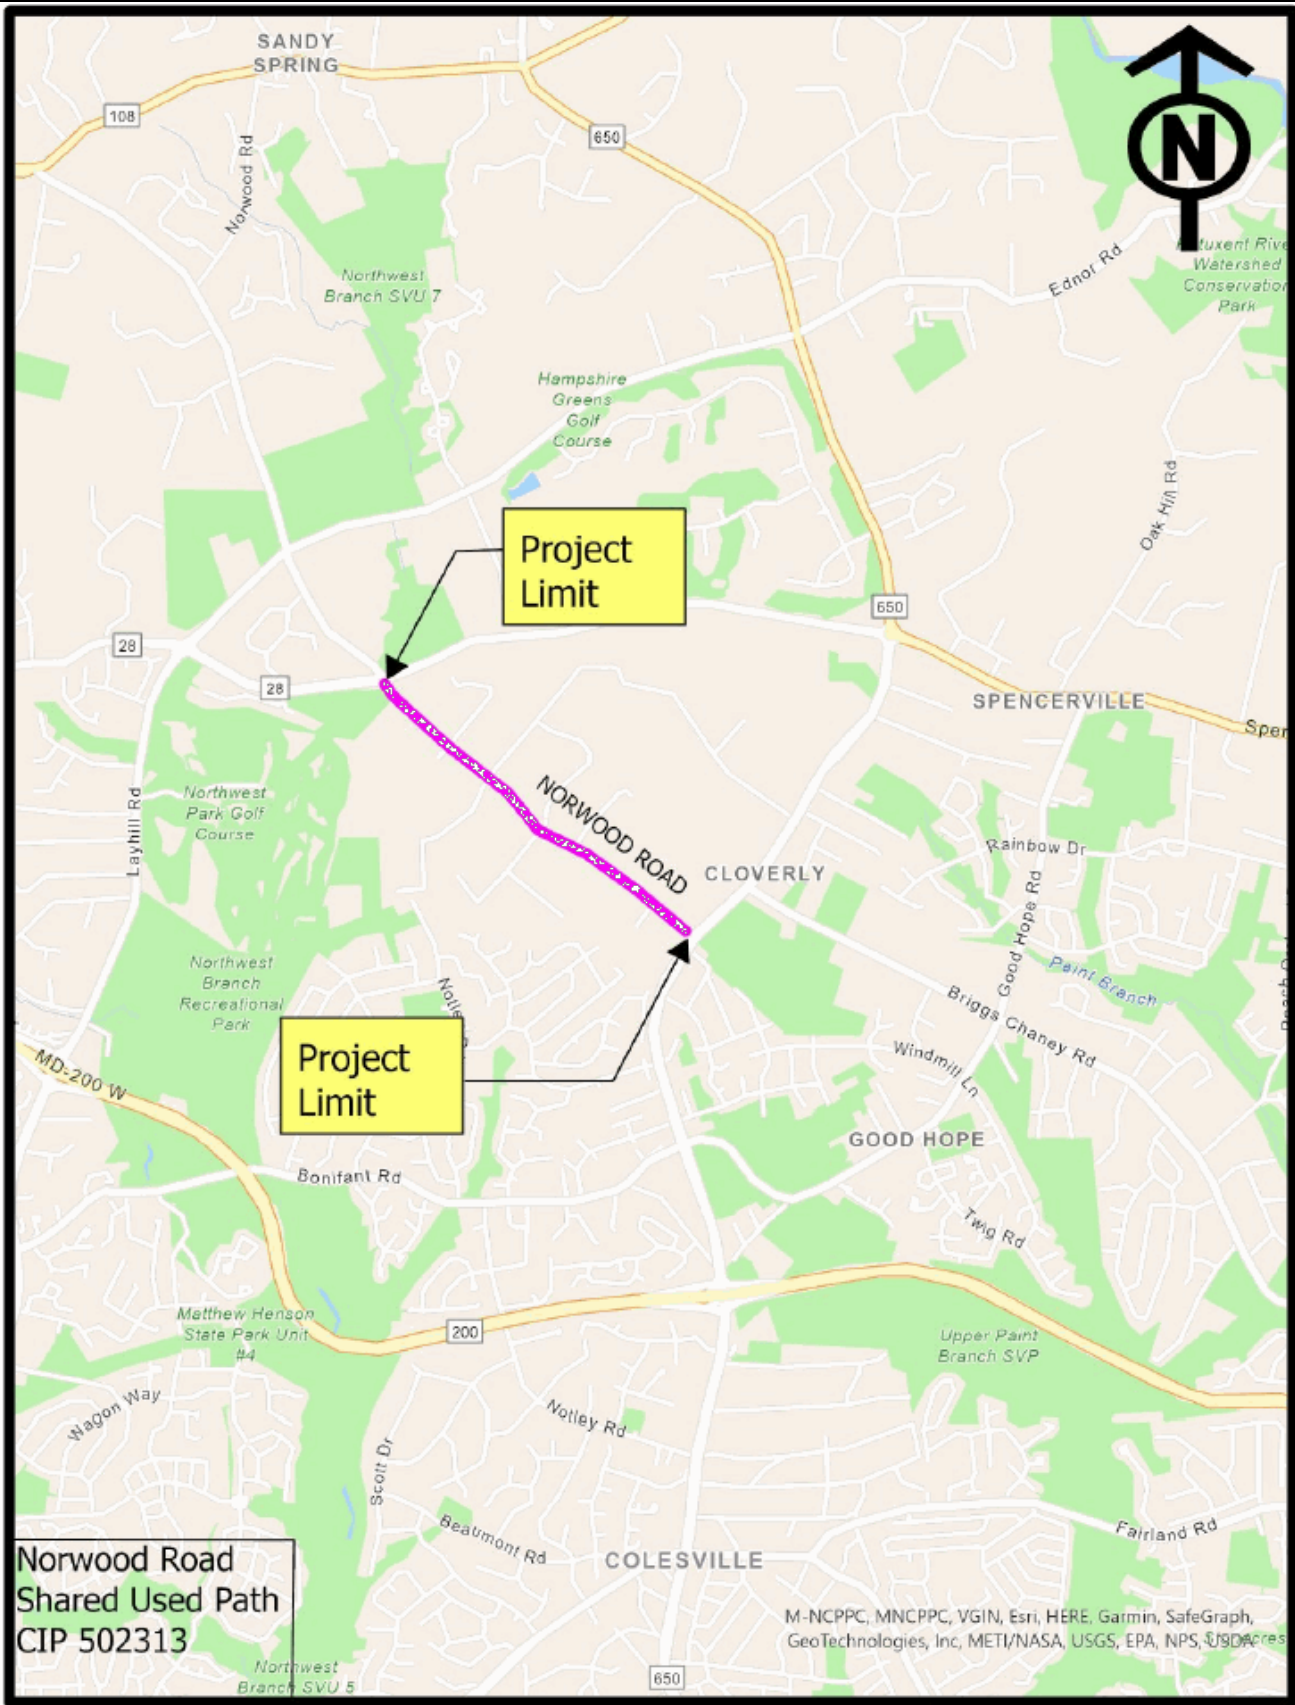 SANDY
SPRING
108
650
N
Norwood Rd
Ednor Rd
Northwest
Branch SVU 7
Watershed
Conservation
Park
Hampshire
Greens
Golf
Course
Oak Hill Rd
Project
Limit
650
28
28
SPENCERVILLE
Northwest
Park Golf
Course
Layhill Rd
NORWOOD ROAD
CLOVERLY
Rainbow Dr
Good Hope Rd
Paint Branch
Northwest
Branch
Recreational
Park
Briggs Chaney Rd
Windmill Ln
Project
Limit
MD-200 W
GOOD HOPE
Bonifant Rd
Twig Rd
Matthew Henson
State Park Unit
#4
200
Upper Paint
Branch SVP
Wagon Way
Notley Rd
Scott Dr
Beaumont Rd
Fairland Rd
COLESVILLE
Norwood Road
Shared Used Path
CIP 502313
M-NCPPC, MNCPPC, VGIN, Esri, HERE, Garmin, SafeGraph,
GeoTechnologies, Inc, METI/NASA, USGS, EPA, NPS, USDA
Northwest
Branch SVU 5
650